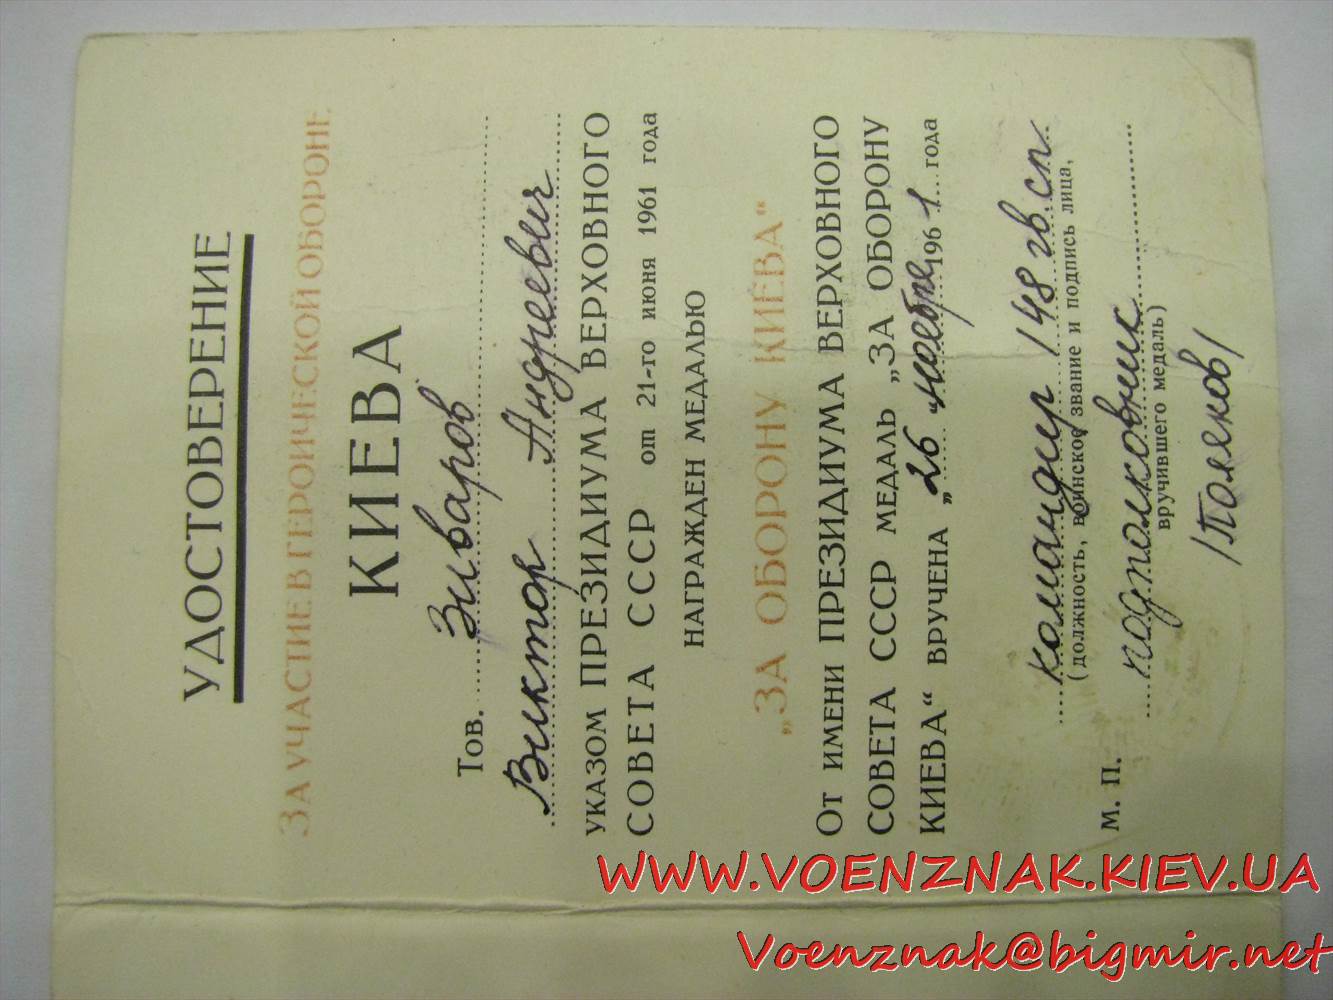 УДОСТОВЕРЕНИЕ
ЗА УЧАСТИЕ В ГЕРОИЧЕСКОЙ ОБОРОНЕ
КИЕВА
Тов. Зиваров
Виктор Андреевич
УКАЗОМ ПРЕЗИДИУМА ВЕРХОВНОГО
СОВЕТА СССР от 21-го июня 1961 года
НАГРАЖДЕН МЕДАЛЬЮ
„ЗА ОБОРОНУ КИЕВА“
От ИМЕНИ ПРЕЗИДИУМА ВЕРХОВНОГО
СОВЕТА СССР МЕДАЛЬ „ЗА ОБОРОНУ
КИЕВА“ ВРУЧЕНА „26 “ ноября 1961 года
командир 148 гв. сп
(должность, воинское звание и подпись лица,
М. П. подполковник
вручившего медаль)
/Поляков/
WWW.VOENZNAK.KIEV.UA
Voenznak@bigmir.net